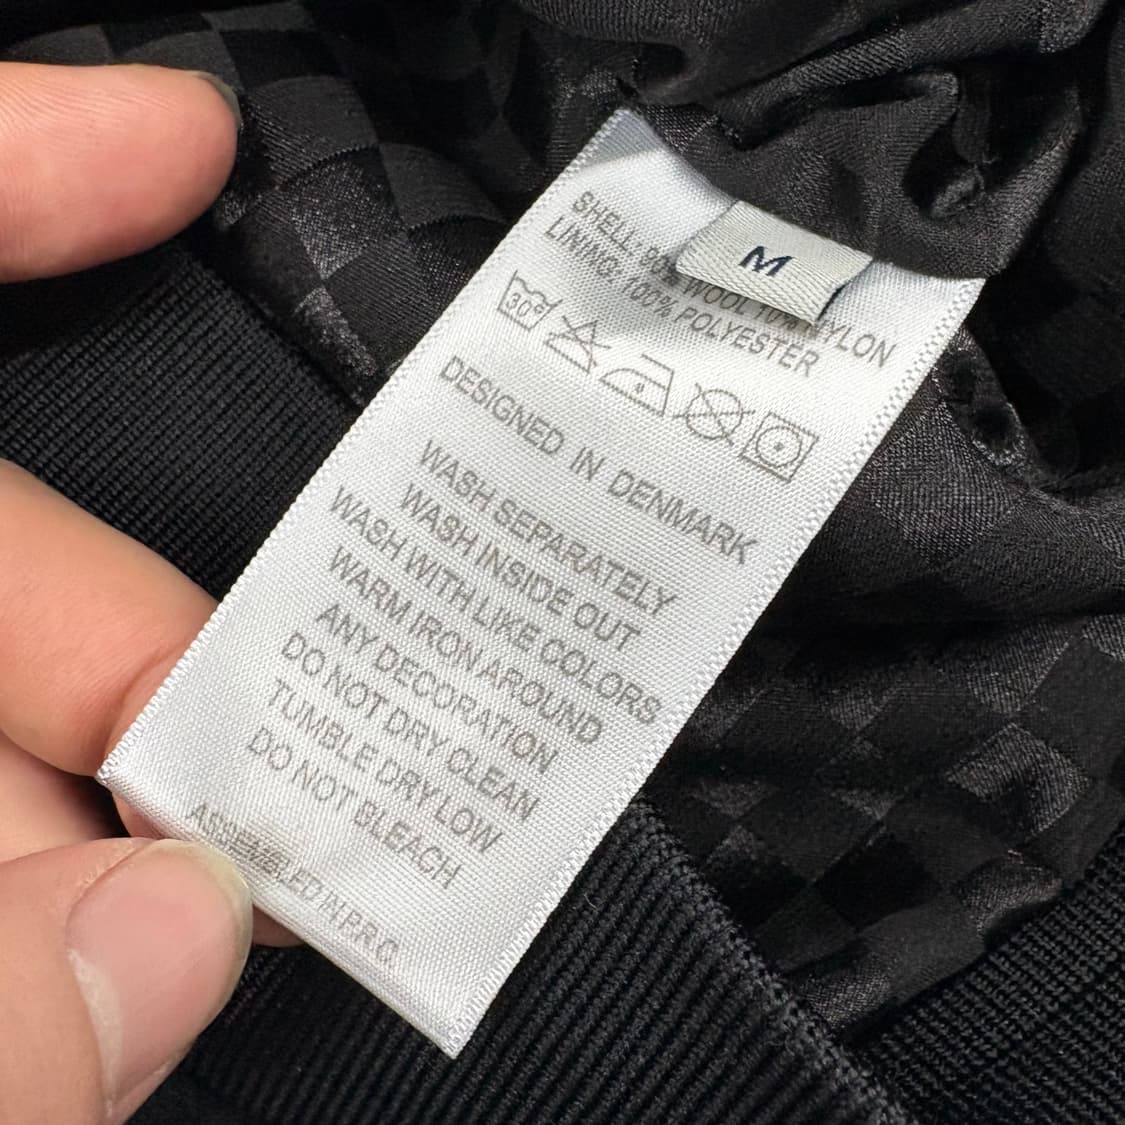 M
SHELL: 90% WOOL 10% NYLON
LINING: 100% POLYESTER
30°
DESIGNED IN DENMARK
WASH SEPARATELY
WASH INSIDE OUT
WASH WITH LIKE COLORS
WARM IRON AROUND
ANY DECORATION
DO NOT DRY CLEAN
TUMBLE DRY LOW
DO NOT BLEACH
ASSEMBLED IN P.R.C.